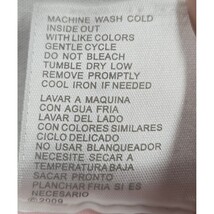 MACHINE WASH COLD
INSIDE OUT
WITH LIKE COLORS
GENTLE CYCLE
DO NOT BLEACH
TUMBLE DRY LOW
REMOVE PROMPTLY
COOL IRON IF NEEDED
LAVAR A MAQUINA
CON AGUA FRIA
LAVAR DEL LADO
CON COLORES SIMILARES
CICLO DELICADO
NO USAR BLANQUEADOR
NECESITE SECAR A
TEMPERATURA BAJA
SACAR PRONTO
PLANCHAR FRIA SI ES
NECESARIO
©2009